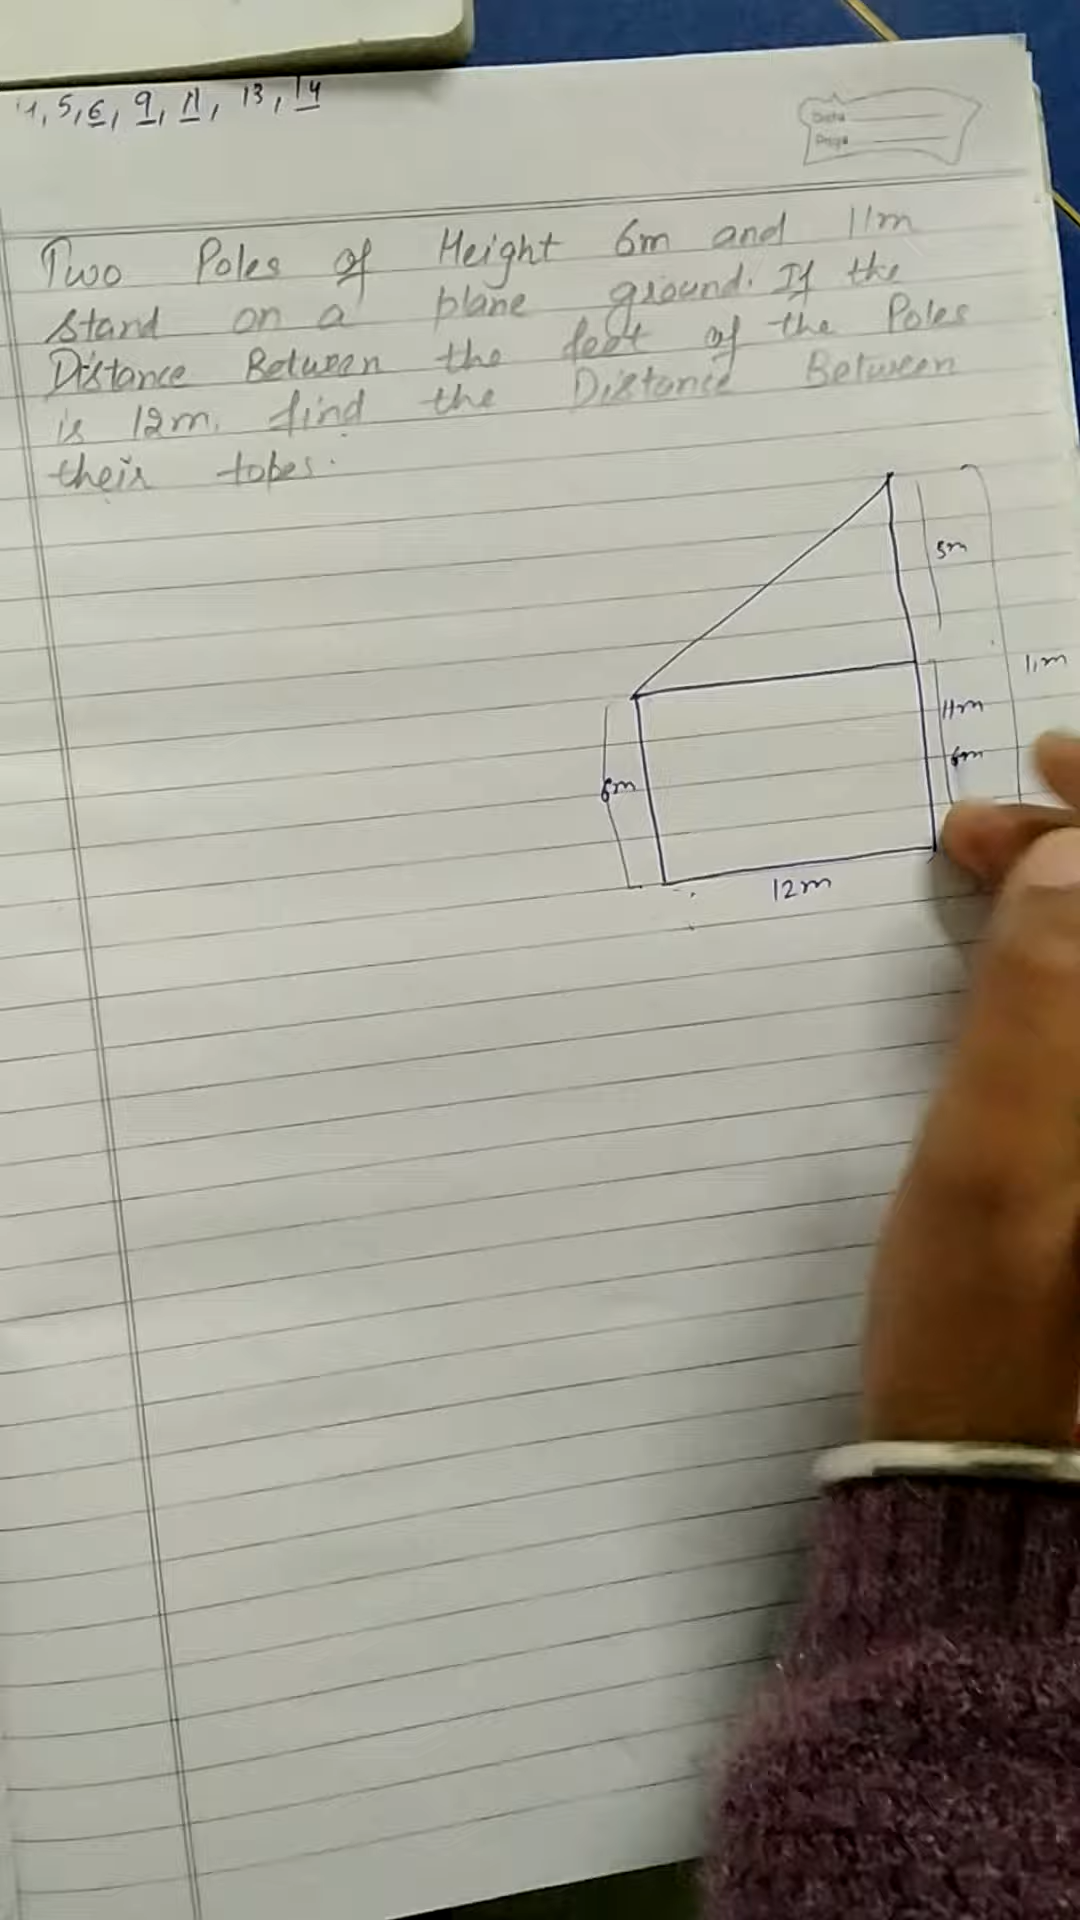 4, 5, 6, 9, 11, 13, 14
Date
Page
Two Poles of Height 6m and 11m
stand on a plane ground. If the
Distance Between the feet of the Poles
is 12m. find the Distance Between
their topes.
5m
11m
11m
6m
6m
12m